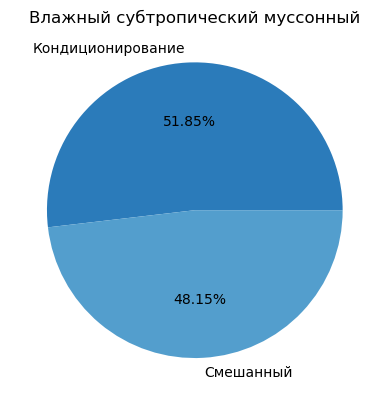 Влажный субтропический муссонный
Кондиционирование
51.85%
48.15%
Смешанный